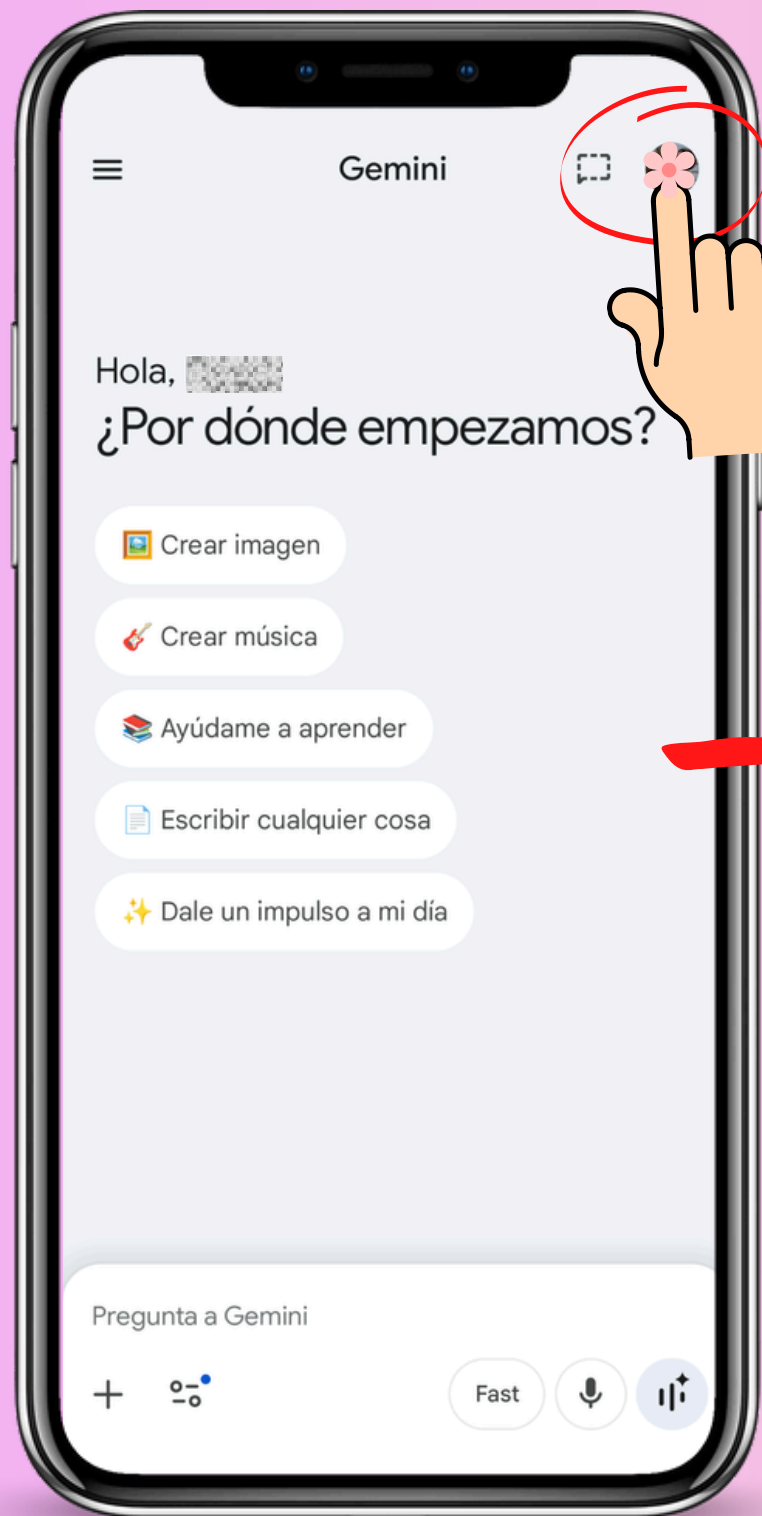 Gemini
Hola,
¿Por dónde empezamos?
Crear imagen
Crear música
Ayúdame a aprender
Escribir cualquier cosa
Dale un impulso a mi día
Pregunta a Gemini
Fast